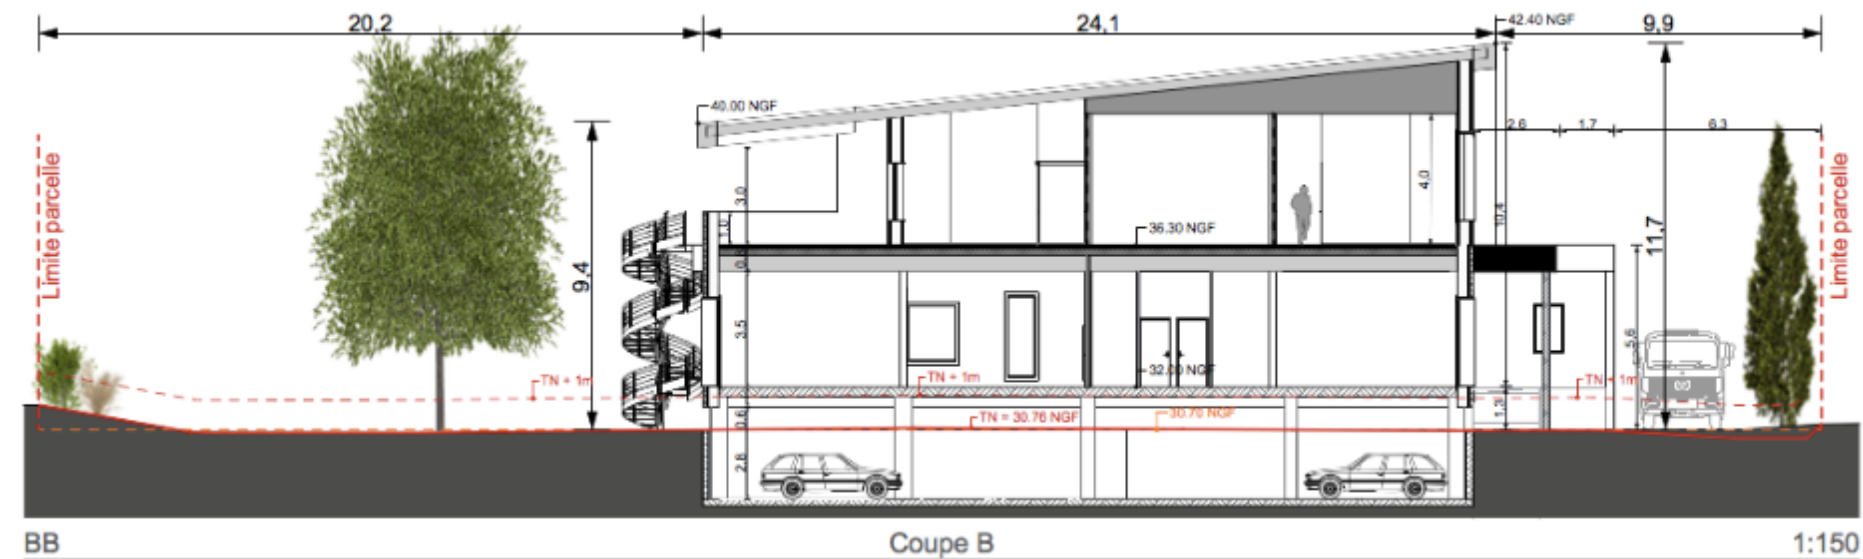 20,2
24,1
42.40 NGF
9,9
40.00 NGF
2.6
1.7
6.3
Limite parcelle
Limite parcelle
3.0
4,0
10,4
11,7
1.0
36.30 NGF
9,4
3.5
5,6
32.00 NGF
TN + 1m
TN + 1m
TN + 1m
1,3
0.6
TN = 30.76 NGF
30.70 NGF
2.8
BB
Coupe B
1:150